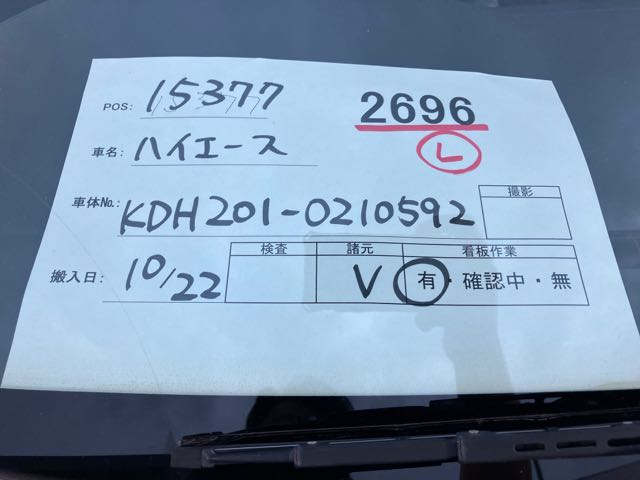 POS: 15377
2696
L
車名: ハイエース
車体No.: KDH201-0210592
撮影
搬入日: 10/22
検査 諸元 看板作業
V 有・確認中・無